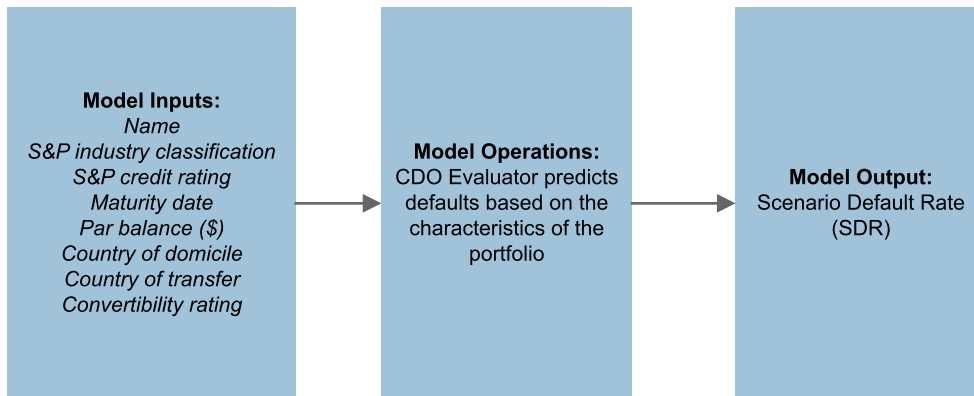 Model Inputs:
Name
S&P industry classification
S&P credit rating
Maturity date
Par balance ($)
Country of domicile
Country of transfer
Convertibility rating
Model Operations:
CDO Evaluator predicts
defaults based on the
characteristics of the
portfolio
Model Output:
Scenario Default Rate
(SDR)